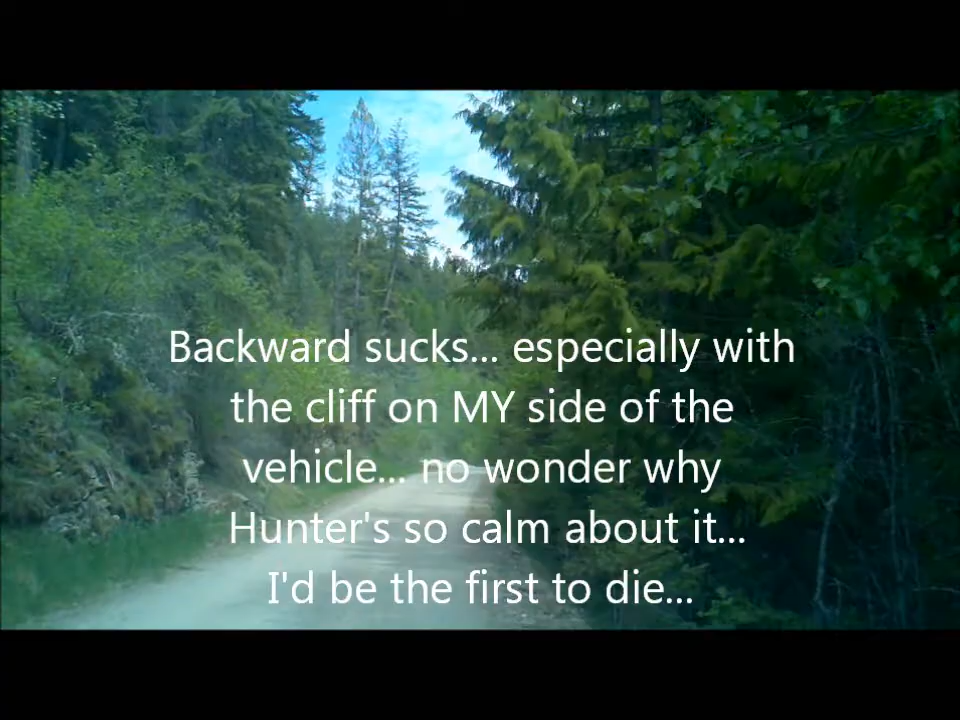 Backward sucks... especially with
the cliff on MY side of the
vehicle... no wonder why
Hunter's so calm about it...
I'd be the first to die...